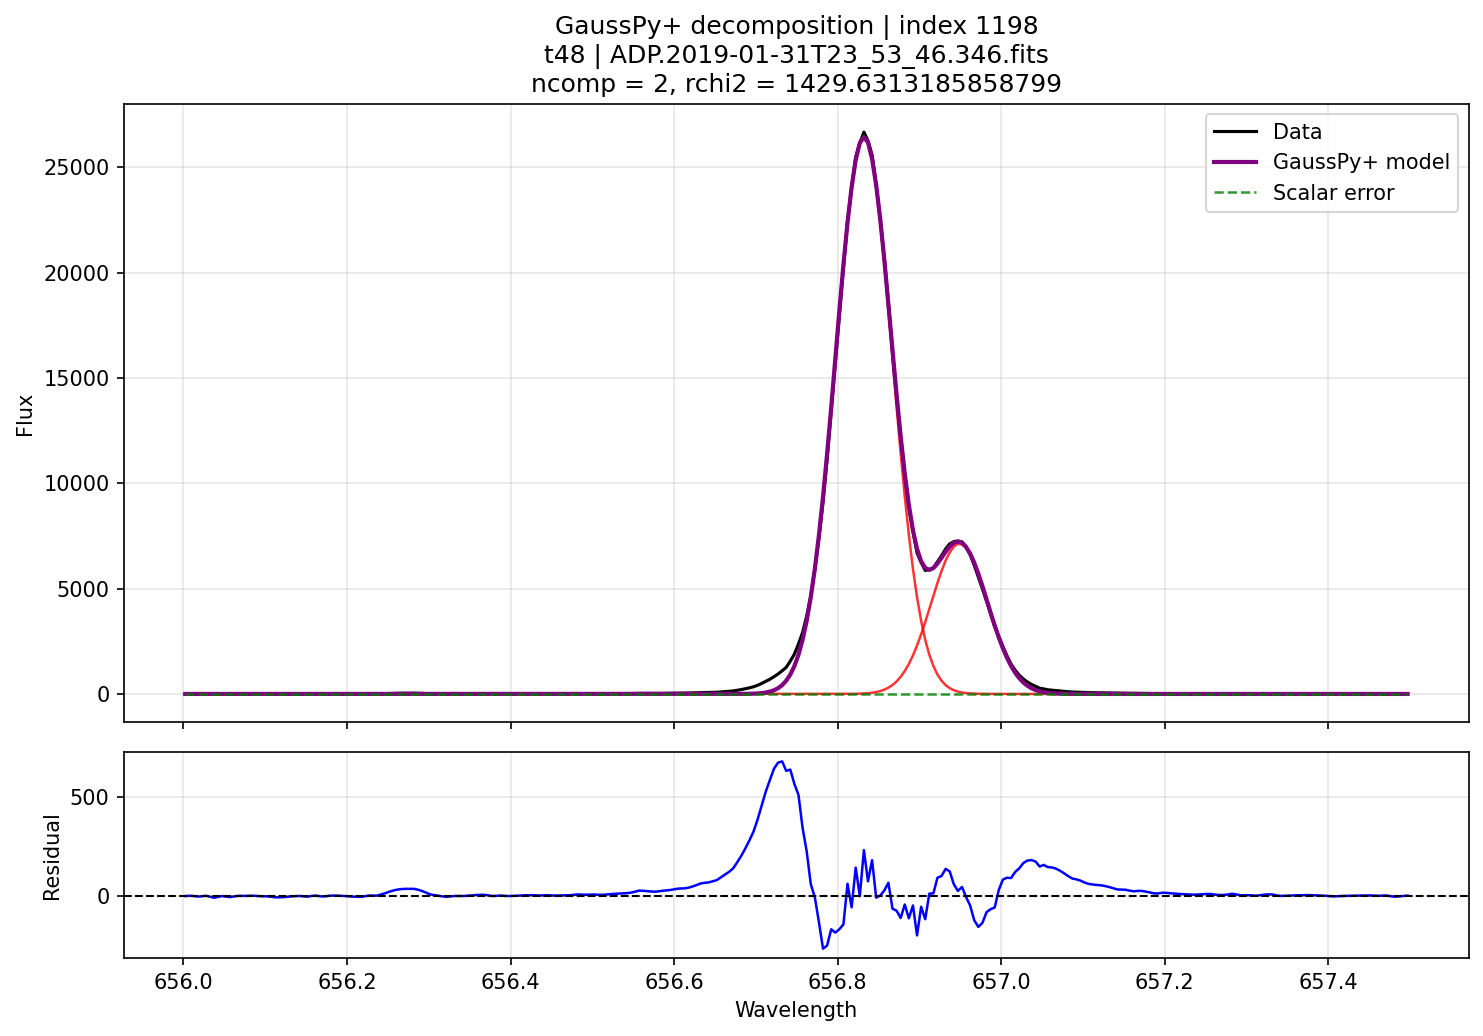 GaussPy+ decomposition | index 1198
t48 | ADP.2019-01-31T23_53_46.346.fits
ncomp = 2, rchi2 = 1429.6313185858799
Data
GaussPy+ model
Scalar error
25000
20000
15000
10000
5000
0
Flux
500
0
Residual
656.0 656.2 656.4 656.6 656.8 657.0 657.2 657.4
Wavelength